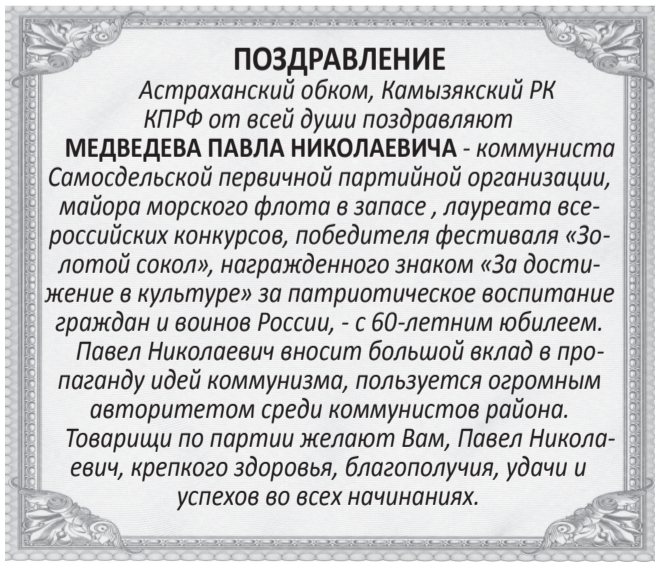 ПОЗДРАВЛЕНИЕ
Астраханский обком, Камызякский РК
КПРФ от всей души поздравляют
МЕДВЕДЕВА ПАВЛА НИКОЛАЕВИЧА - коммуниста
Самосдельской первичной партийной организации,
майора морского флота в запасе , лауреата все-
российских конкурсов, победителя фестиваля «Зо-
лотой сокол», награжденного знаком «За дости-
жение в культуре» за патриотическое воспитание
граждан и воинов России, - с 60-летним юбилеем.
Павел Николаевич вносит большой вклад в про-
паганду идей коммунизма, пользуется огромным
авторитетом среди коммунистов района.
Товарищи по партии желают Вам, Павел Никола-
евич, крепкого здоровья, благополучия, удачи и
успехов во всех начинаниях.